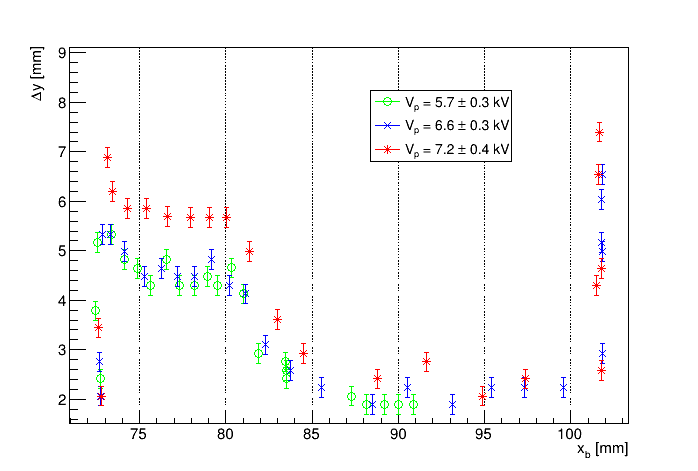 Δy [mm]
9
8
7
6
5
4
3
2
V_p = 5.7 ± 0.3 kV
V_p = 6.6 ± 0.3 kV
V_p = 7.2 ± 0.4 kV
75 80 85 90 95 100
x_b [mm]